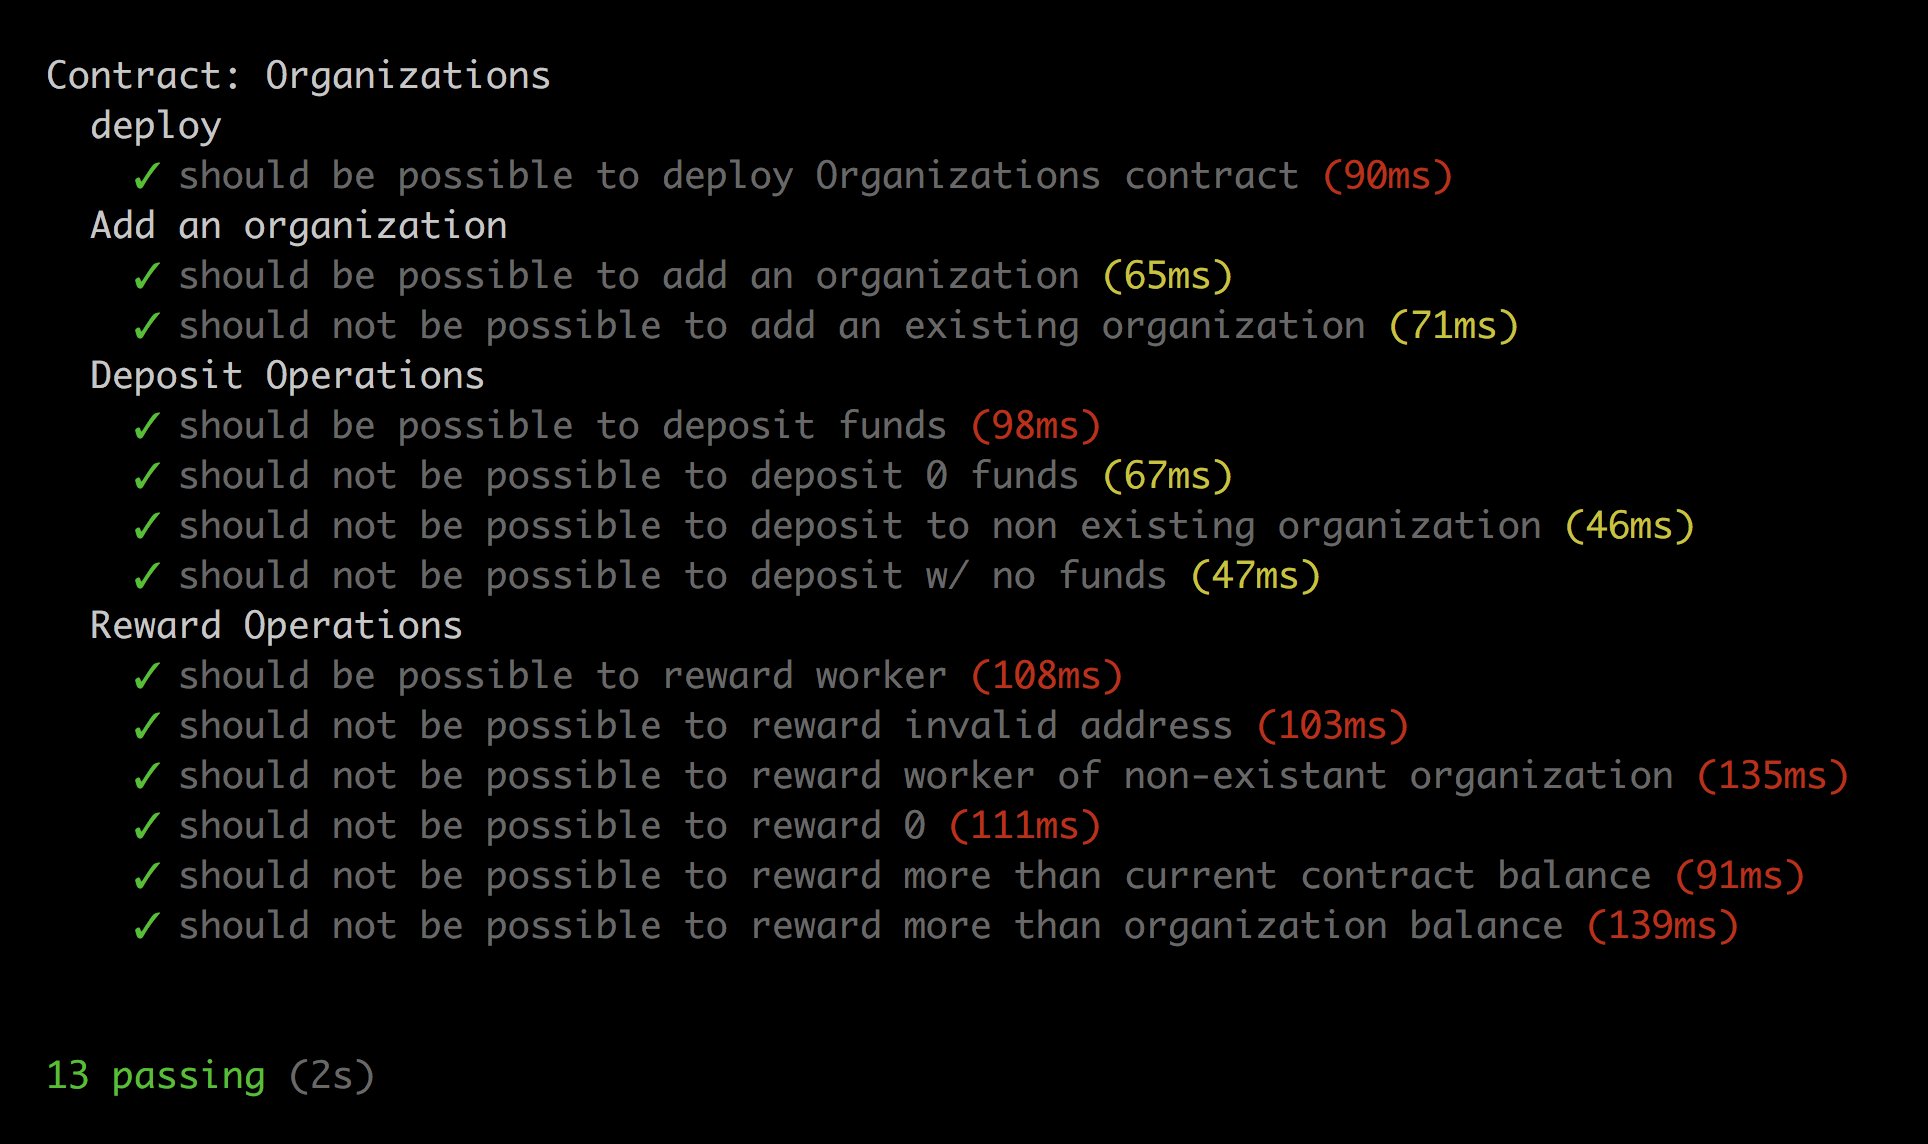 Contract: Organizations
deploy
✓ should be possible to deploy Organizations contract (90ms)
Add an organization
✓ should be possible to add an organization (65ms)
✓ should not be possible to add an existing organization (71ms)
Deposit Operations
✓ should be possible to deposit funds (98ms)
✓ should not be possible to deposit 0 funds (67ms)
✓ should not be possible to deposit to non existing organization (46ms)
✓ should not be possible to deposit w/ no funds (47ms)
Reward Operations
✓ should be possible to reward worker (108ms)
✓ should not be possible to reward invalid address (103ms)
✓ should not be possible to reward worker of non-existant organization (135ms)
✓ should not be possible to reward 0 (111ms)
✓ should not be possible to reward more than current contract balance (91ms)
✓ should not be possible to reward more than organization balance (139ms)
13 passing (2s)